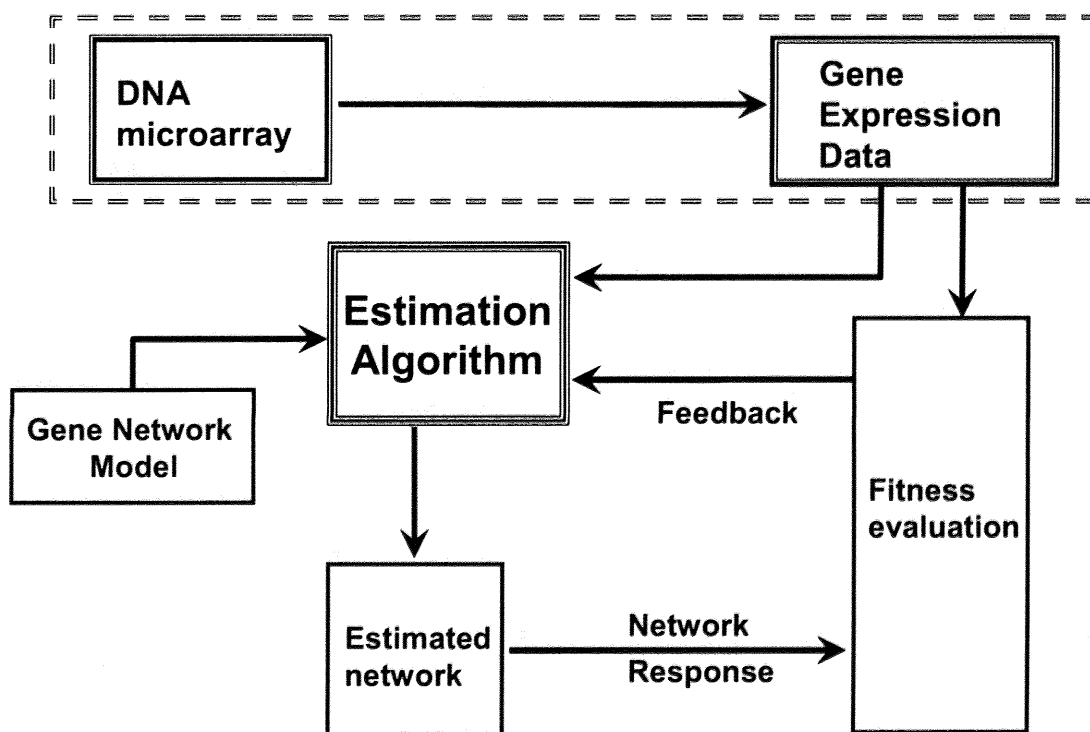 DNA
microarray
Gene
Expression
Data
Estimation
Algorithm
Gene Network
Model
Feedback
Fitness
evaluation
Estimated
network
Network
Response